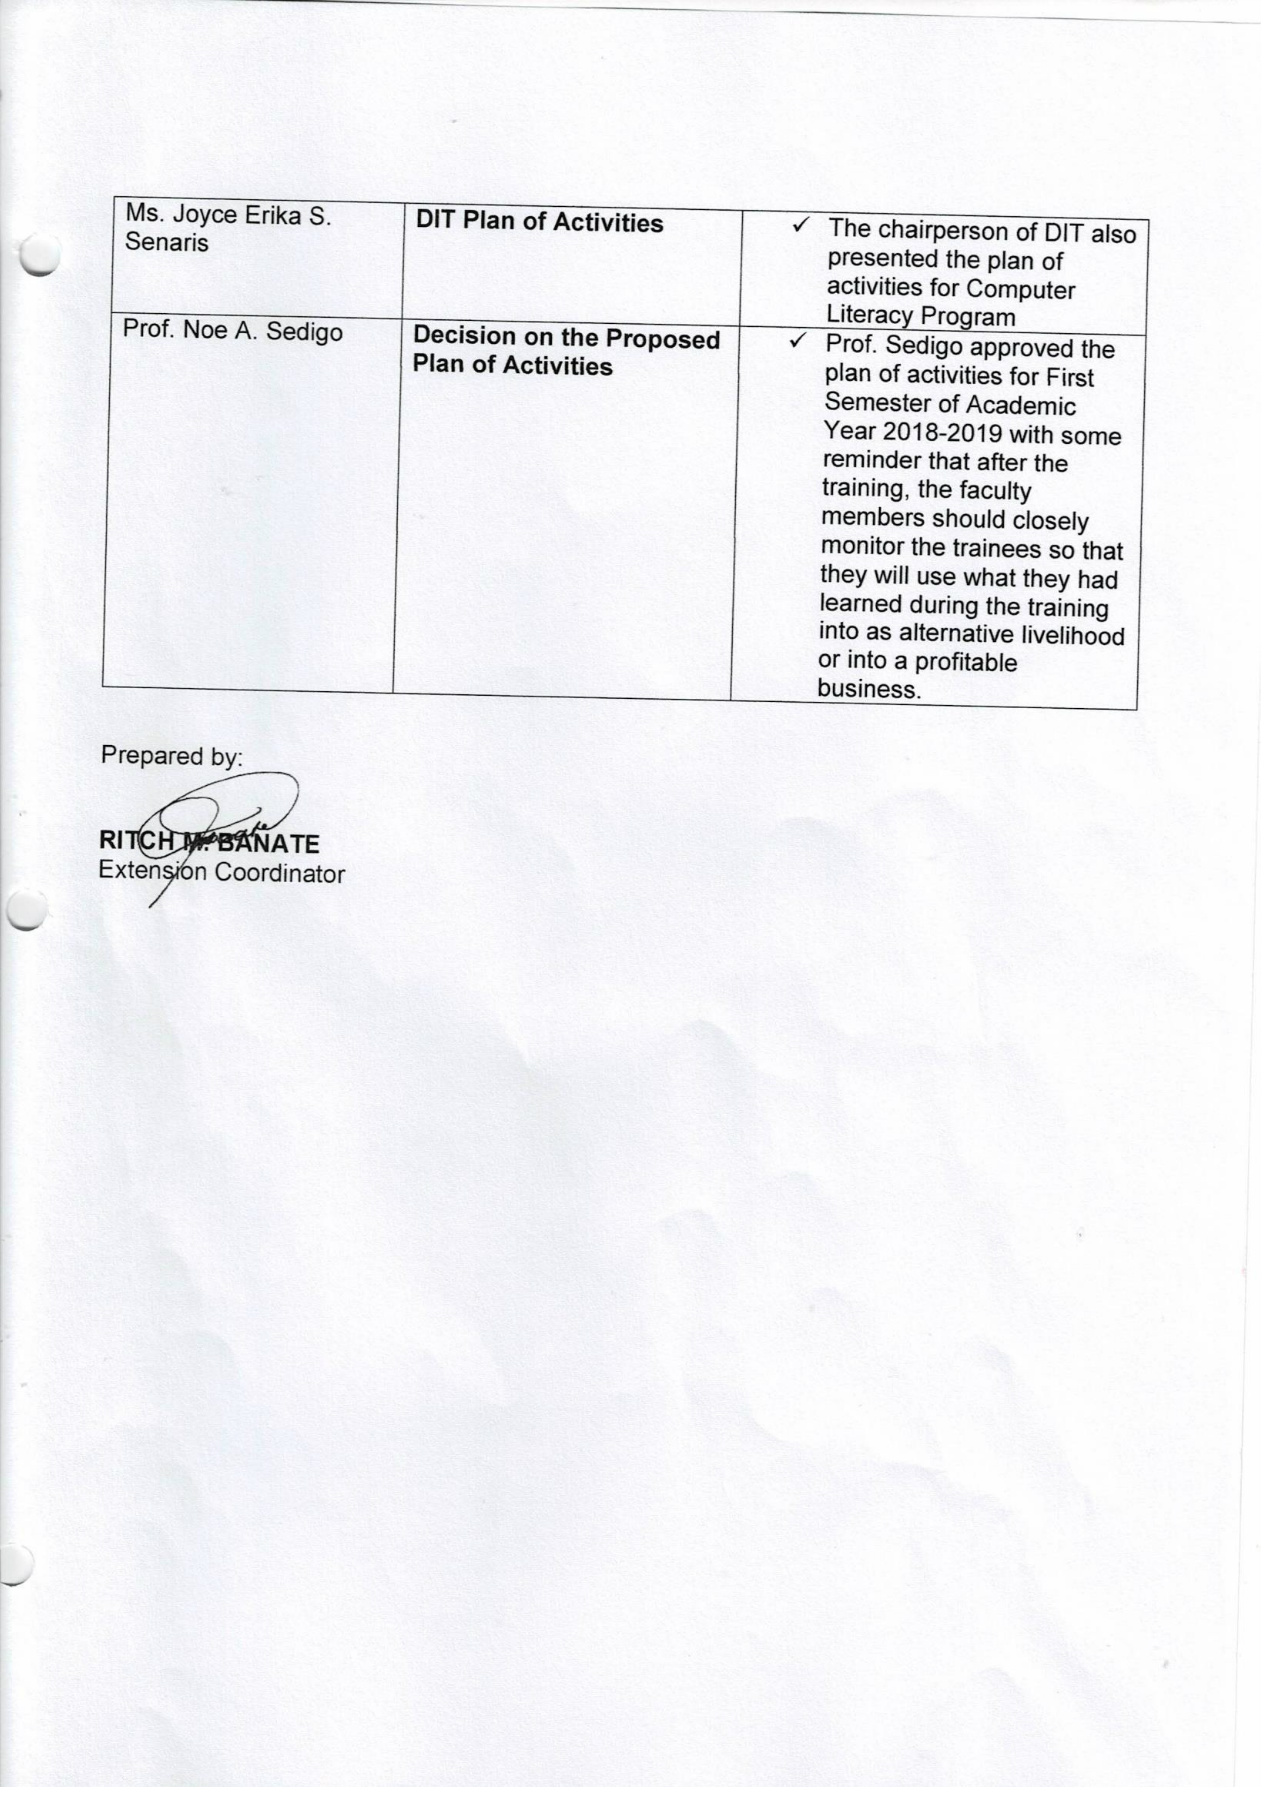 Ms. Joyce Erika S.
Senaris
DIT Plan of Activities
✓ The chairperson of DIT also
presented the plan of
activities for Computer
Literacy Program
Prof. Noe A. Sedigo
Decision on the Proposed
Plan of Activities
✓ Prof. Sedigo approved the
plan of activities for First
Semester of Academic
Year 2018-2019 with some
reminder that after the
training, the faculty
members should closely
monitor the trainees so that
they will use what they had
learned during the training
into as alternative livelihood
or into a profitable
business.
Prepared by:
RITCH M. BANATE
Extension Coordinator